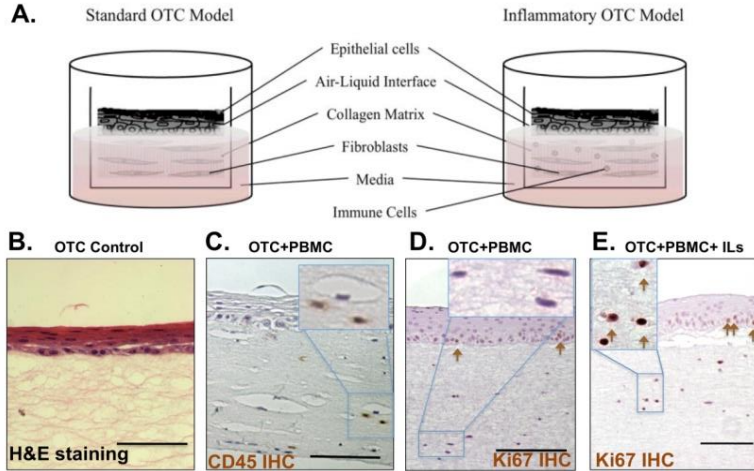 A.
Standard OTC Model
Inflammatory OTC Model
Epithelial cells
Air-Liquid Interface
Collagen Matrix
Fibroblasts
Media
Immune Cells
B. OTC Control
H&E staining
C. OTC+PBMC
CD45 IHC
D. OTC+PBMC
Ki67 IHC
E. OTC+PBMC+ ILs
Ki67 IHC